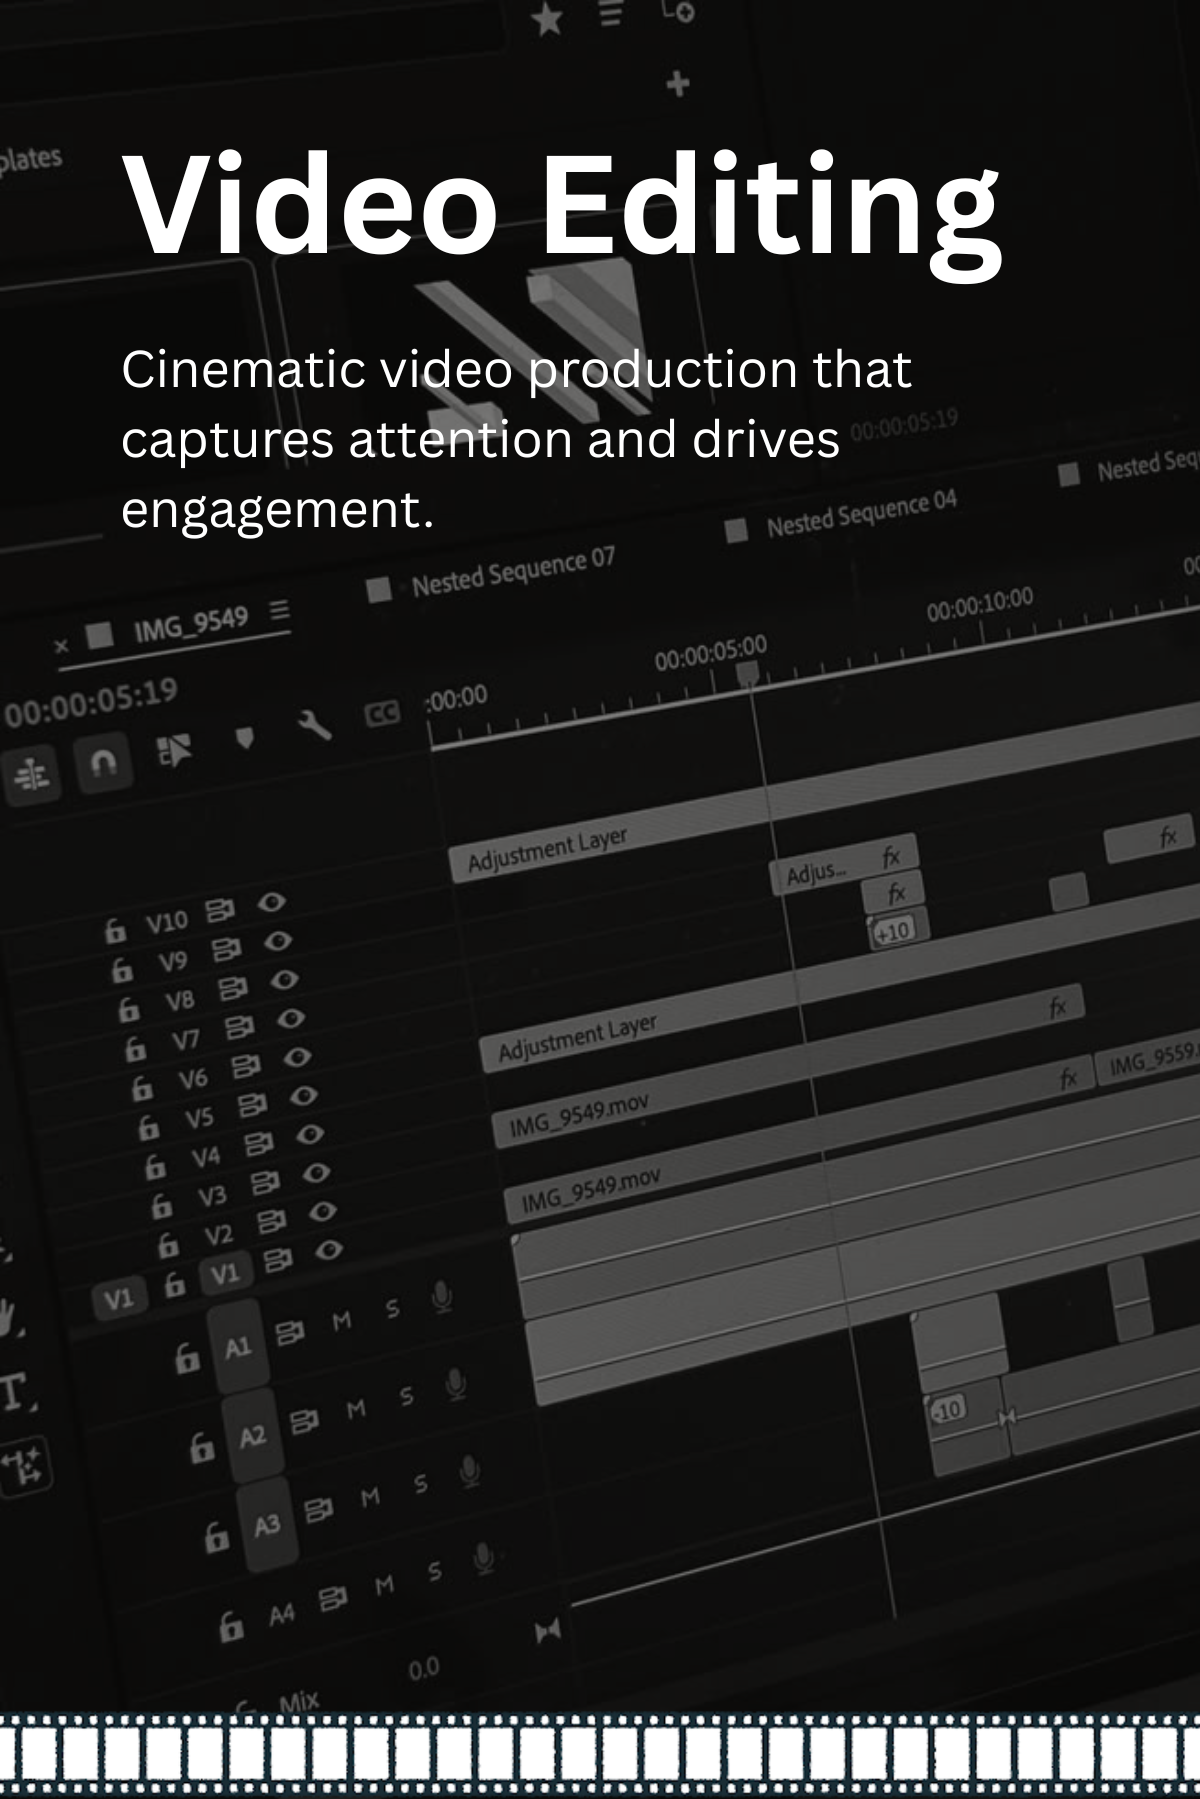 plates
Video Editing
Cinematic video production that
captures attention and drives
engagement.
00:00:05:19
Nested Sequence 07
Nested Sequence 04
Nested Seq
× IMG_9549
00:00:05:19
CC
:00:00
00:00:05:00
00:00:10:00
00
Adjustment Layer
Adjus... fx
fx
fx
+10
V10
V9
V8
V7
V6
V5
V4
V3
V2
V1 V1
Adjustment Layer
fx
IMG_9549.mov
fx
IMG_9559.
IMG_9549.mov
A1 M S
A2 M S
-10
A3 M S
T
A4 M S
Mix 0.0